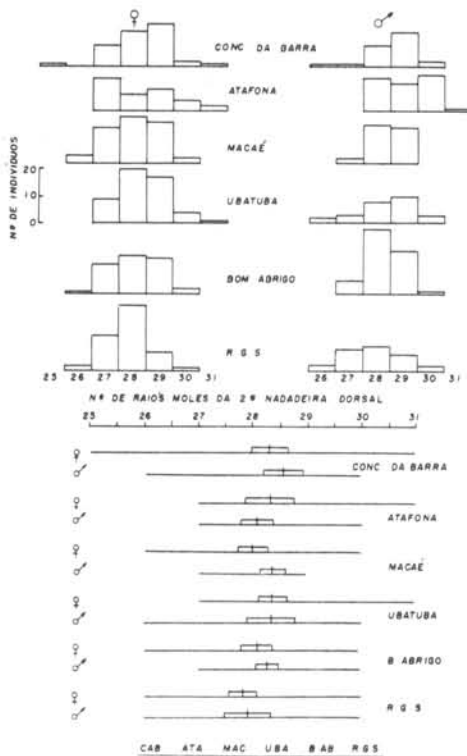 ♀ ♂
CONC DA BARRA
ATAFONA
MACAÉ
20
10
0
Nº DE INDIVÍDUOS
UBATUBA
BOM ABRIGO
R G S
25 26 27 28 29 30 31 26 27 28 29 30 31
Nº DE RAIOS MOLES DA 2ª NADADEIRA DORSAL
25 26 27 28 29 30 31
♀
♂ CONC DA BARRA
♀
♂ ATAFONA
♀
♂ MACAÉ
♀
♂ UBATUBA
♀
♂ B ABRIGO
♀
♂ R G S
CAB ATA MAC UBA BAB RGS